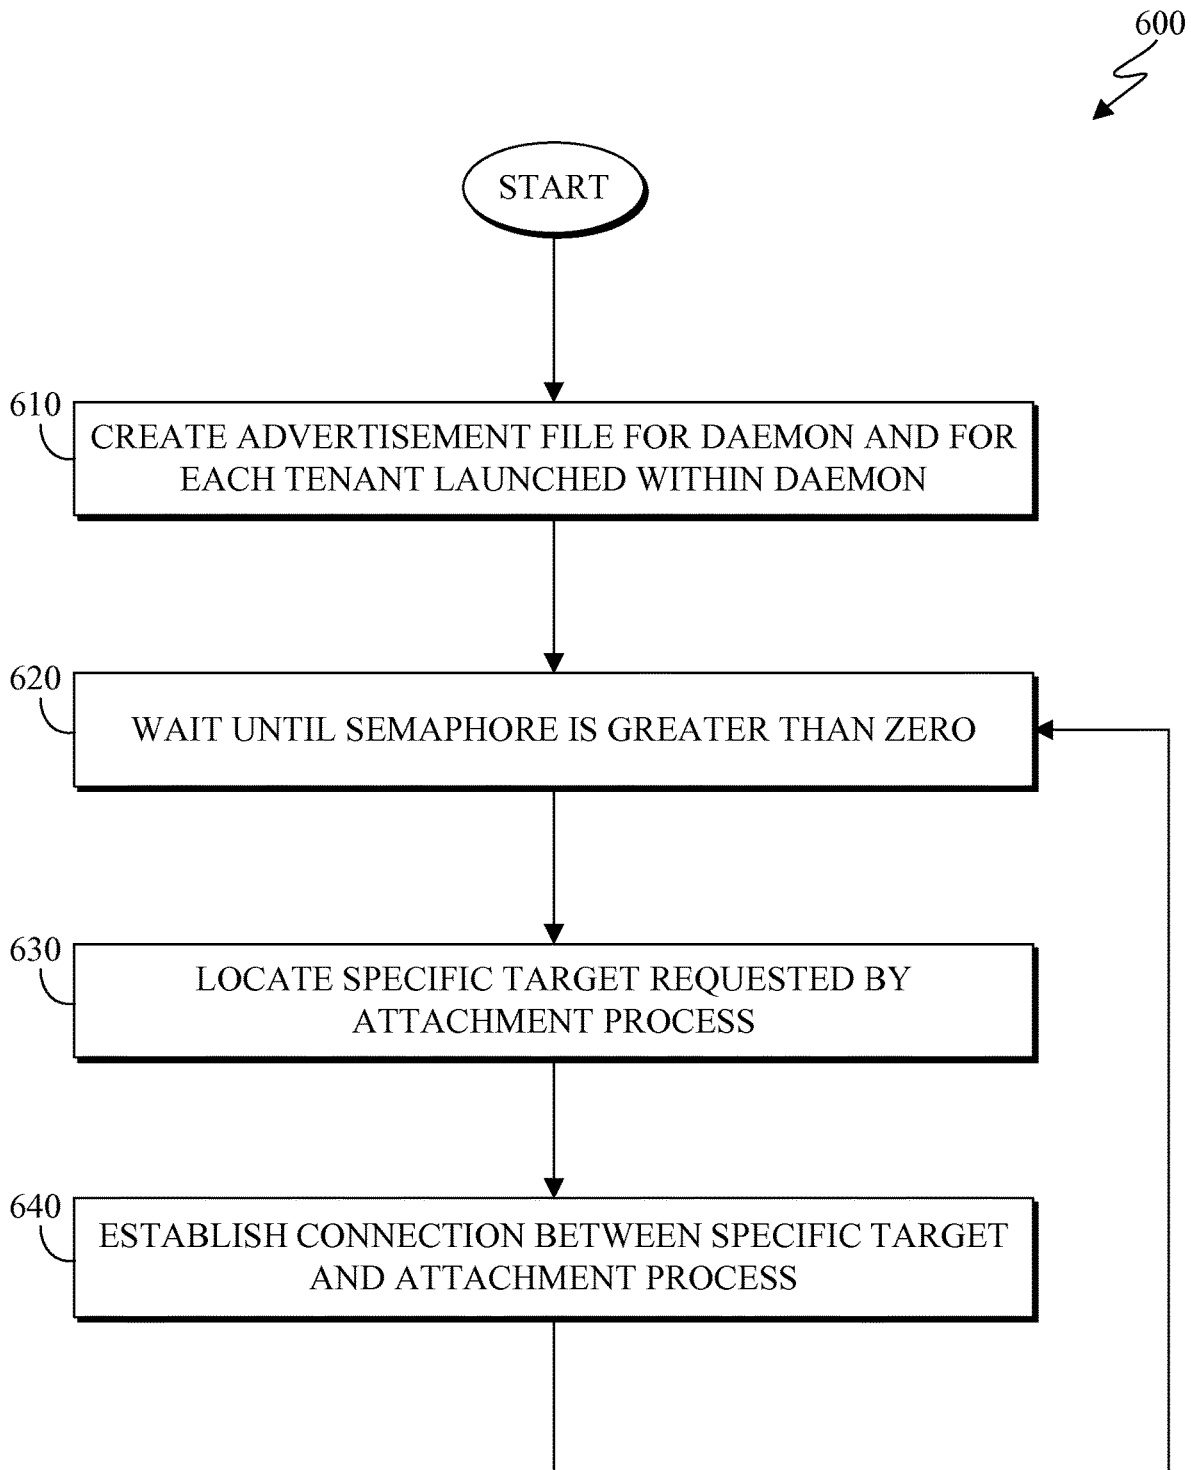 600
START
610
CREATE ADVERTISEMENT FILE FOR DAEMON AND FOR
EACH TENANT LAUNCHED WITHIN DAEMON
620
WAIT UNTIL SEMAPHORE IS GREATER THAN ZERO
630
LOCATE SPECIFIC TARGET REQUESTED BY
ATTACHMENT PROCESS
640
ESTABLISH CONNECTION BETWEEN SPECIFIC TARGET
AND ATTACHMENT PROCESS